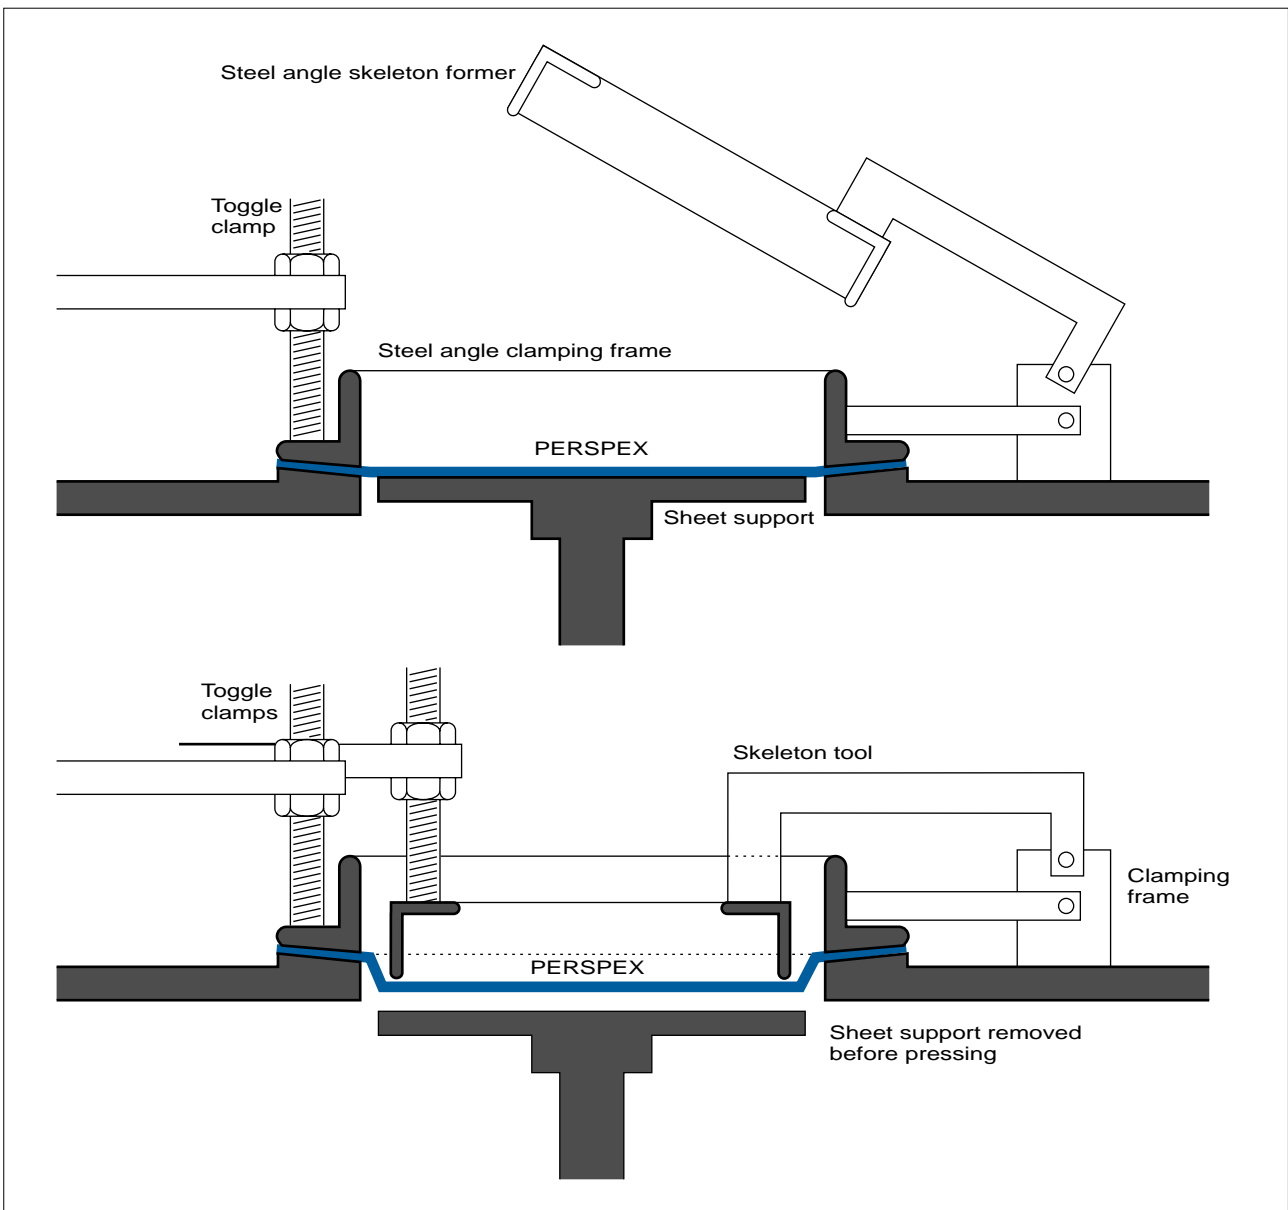 Steel angle skeleton former
Toggle
clamp
Steel angle clamping frame
PERSPEX
Sheet support
Toggle
clamps
Skeleton tool
Clamping
frame
PERSPEX
Sheet support removed
before pressing